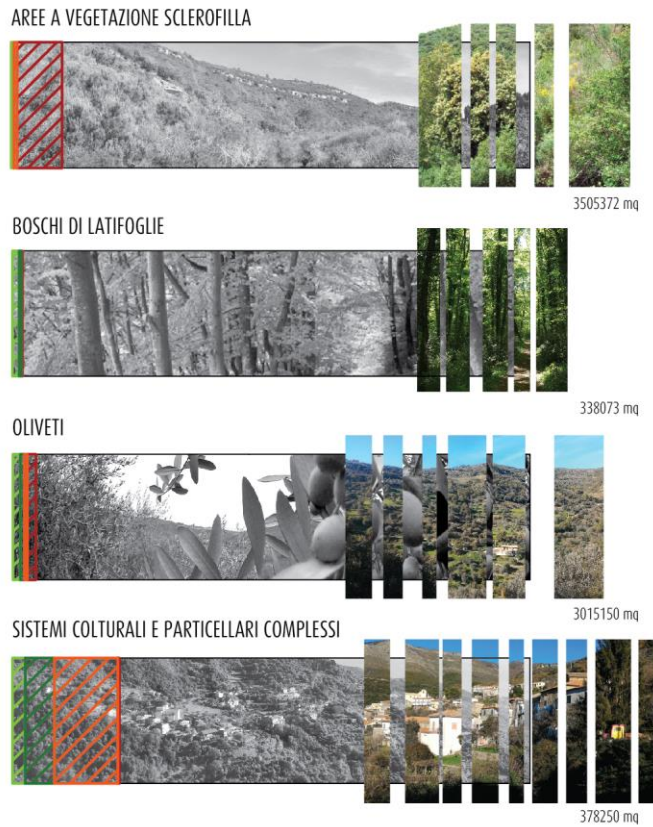 AREE A VEGETAZIONE SCLEROFILLA
3505372 mq
BOSCHI DI LATIFOGLIE
338073 mq
OLIVETI
3015150 mq
SISTEMI COLTURALI E PARTICELLARI COMPLESSI
378250 mq